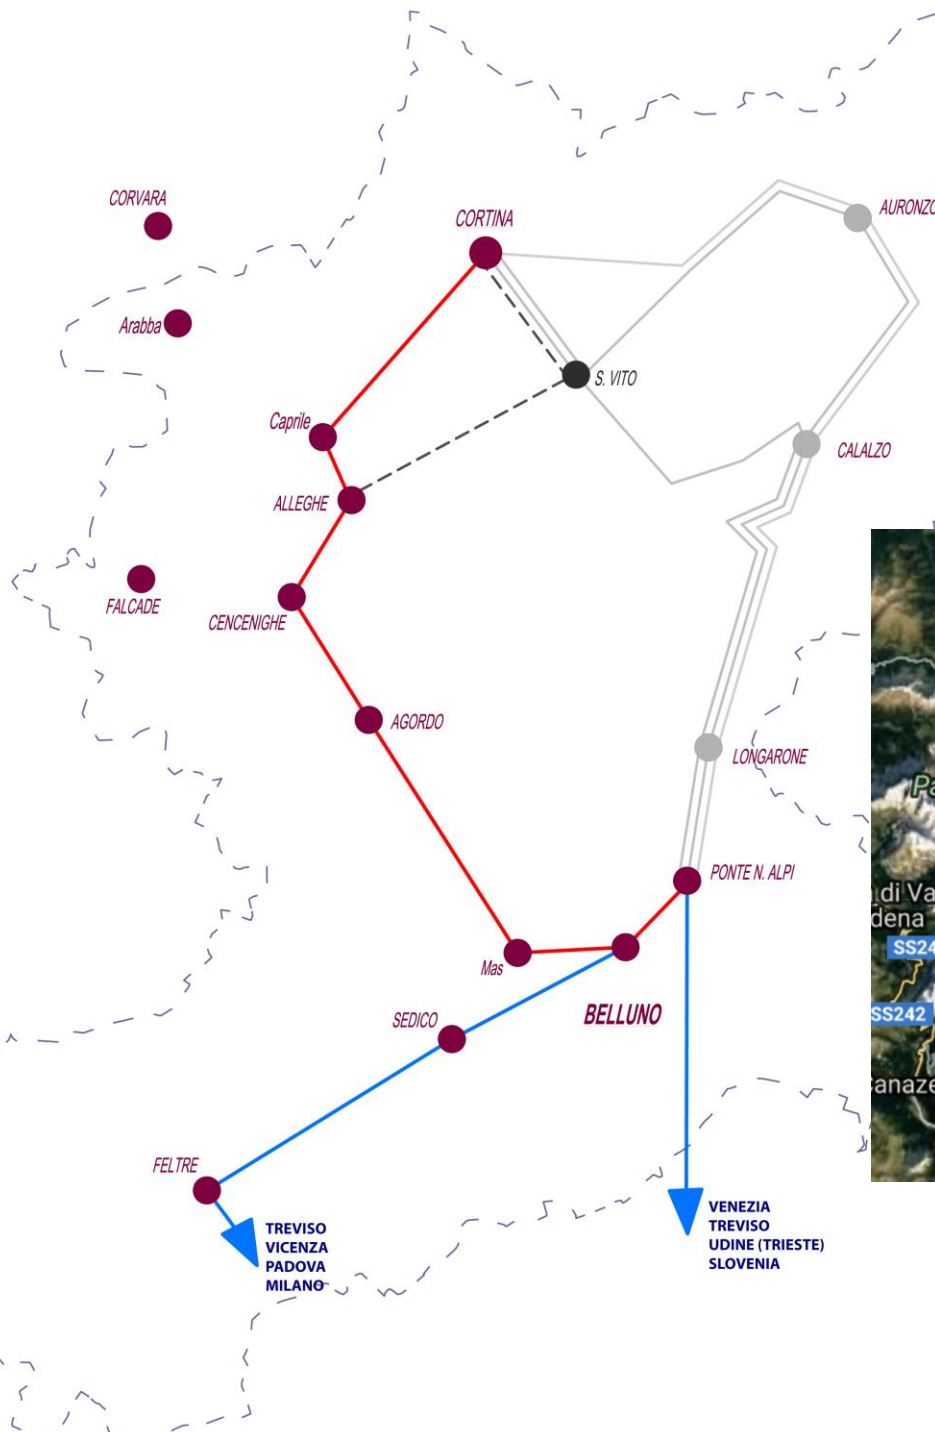 CORVARA
CORTINA
AURONZO
Arabba
S. VITO
Caprile
CALALZO
ALLEGHE
FALCADE
CENCENIGHE
AGORDO
LONGARONE
Pa
PONTE N. ALPI
di Va
dena
SS24
Mas
BELLUNO
SEDICO
SS242
anaze
FELTRE
TREVISO
VICENZA
PADOVA
MILANO
VENEZIA
TREVISO
UDINE (TRIESTE)
SLOVENIA